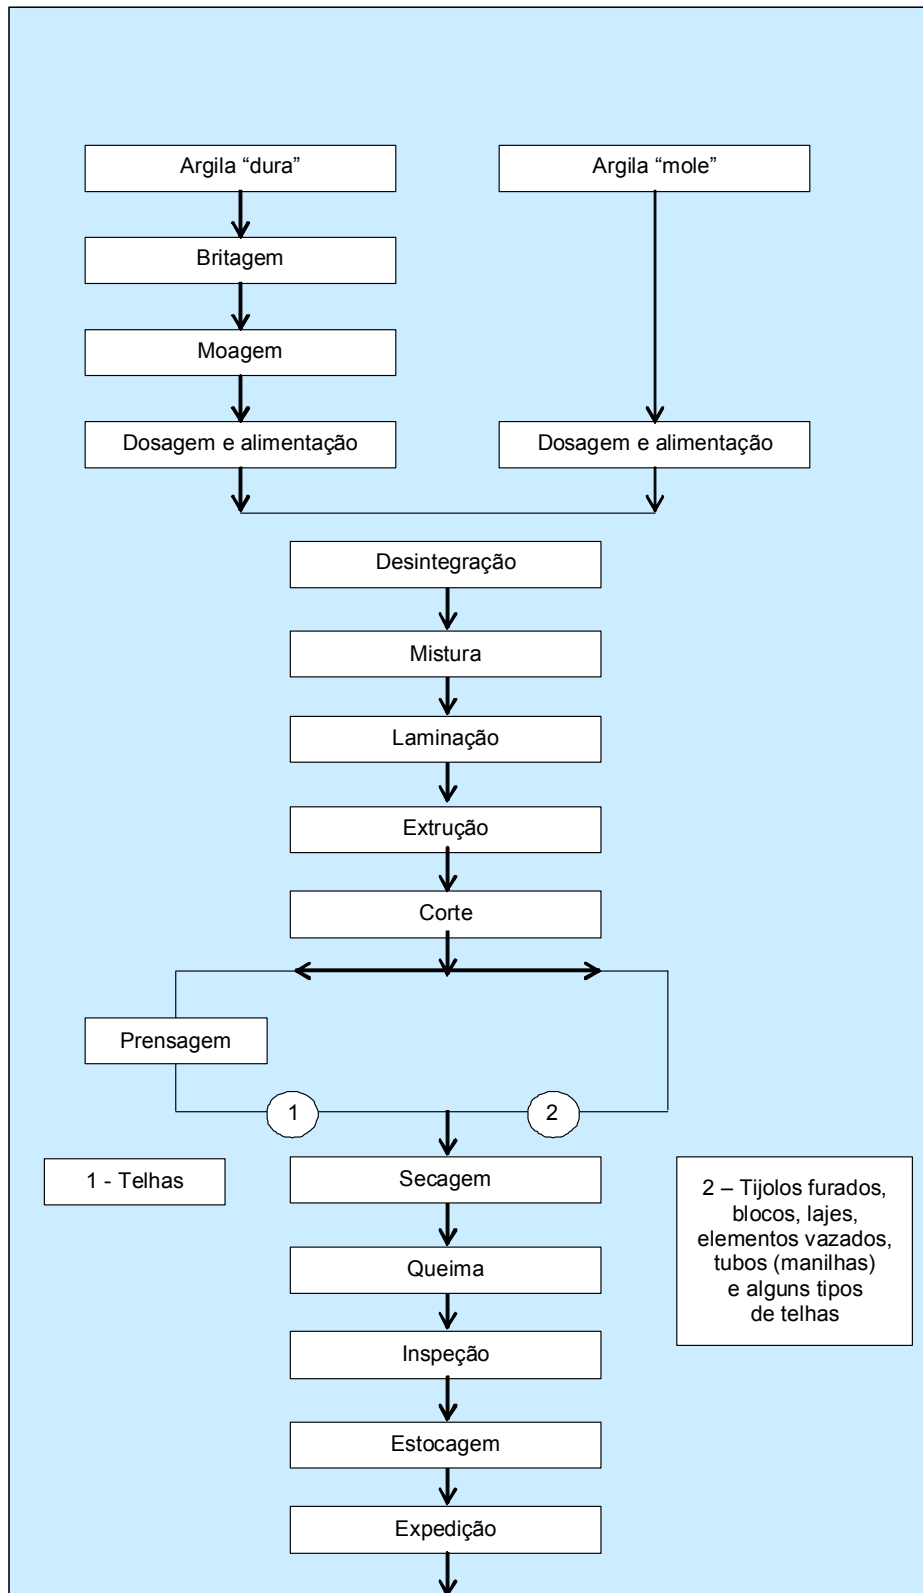 Argila “dura”
Argila “mole”
Britagem
Moagem
Dosagem e alimentação
Dosagem e alimentação
Desintegração
Mistura
Laminação
Extrução
Corte
Prensagem
1
2
1 - Telhas
Secagem
2 – Tijolos furados,
blocos, lajes,
elementos vazados,
tubos (manilhas)
e alguns tipos
de telhas
Queima
Inspeção
Estocagem
Expedição